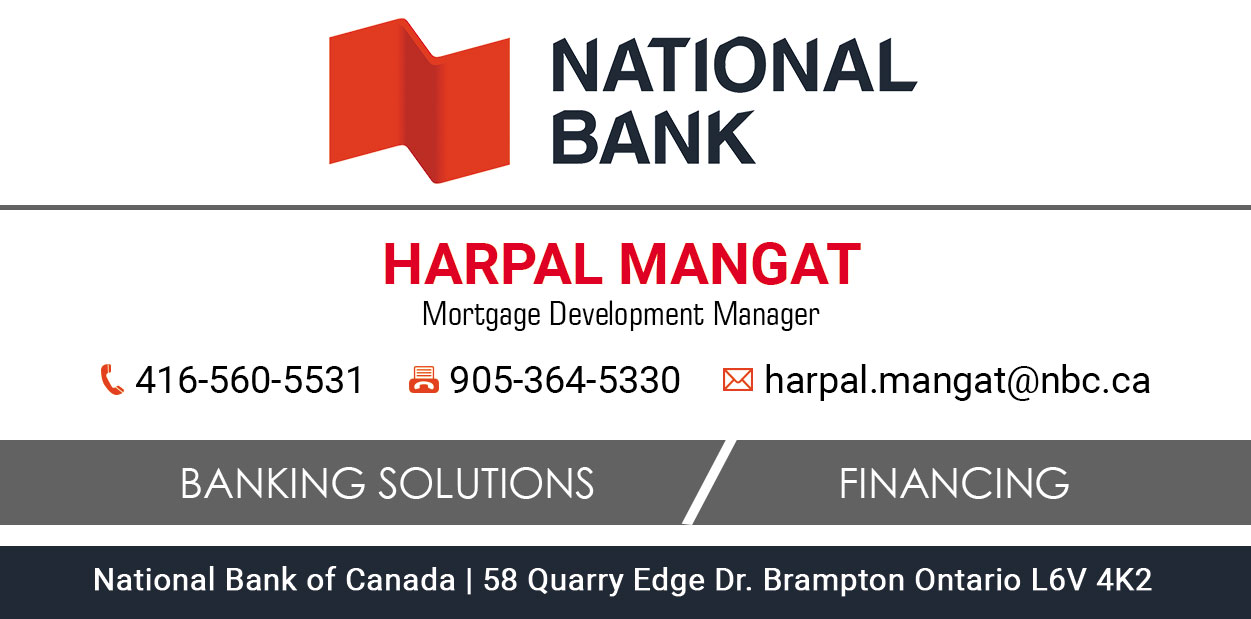 NATIONAL
BANK
HARPAL MANGAT
Mortgage Development Manager
416-560-5531 905-364-5330 harpal.mangat@nbc.ca
BANKING SOLUTIONS / FINANCING
National Bank of Canada | 58 Quarry Edge Dr. Brampton Ontario L6V 4K2